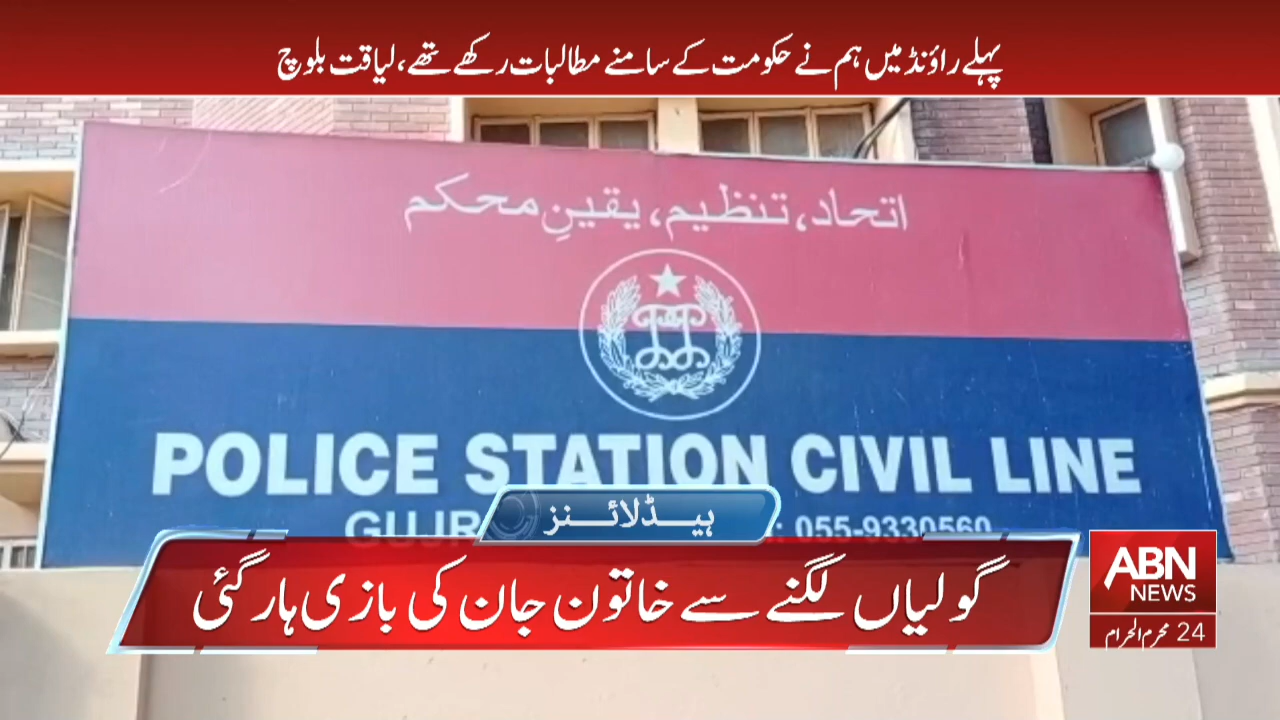 پہلے راؤنڈ میں ہم نے حکومت کے سامنے مطالبات رکھے تھے، لیاقت بلوچ
اتحاد، تنظیم، یقینِ محکم
POLICE STATION CIVIL LINE
: 055-9330560
ہیڈلائنز
گولیاں لگنے سے خاتون جان کی بازی ہار گئی
ABN
NEWS
24 محرم الحرام